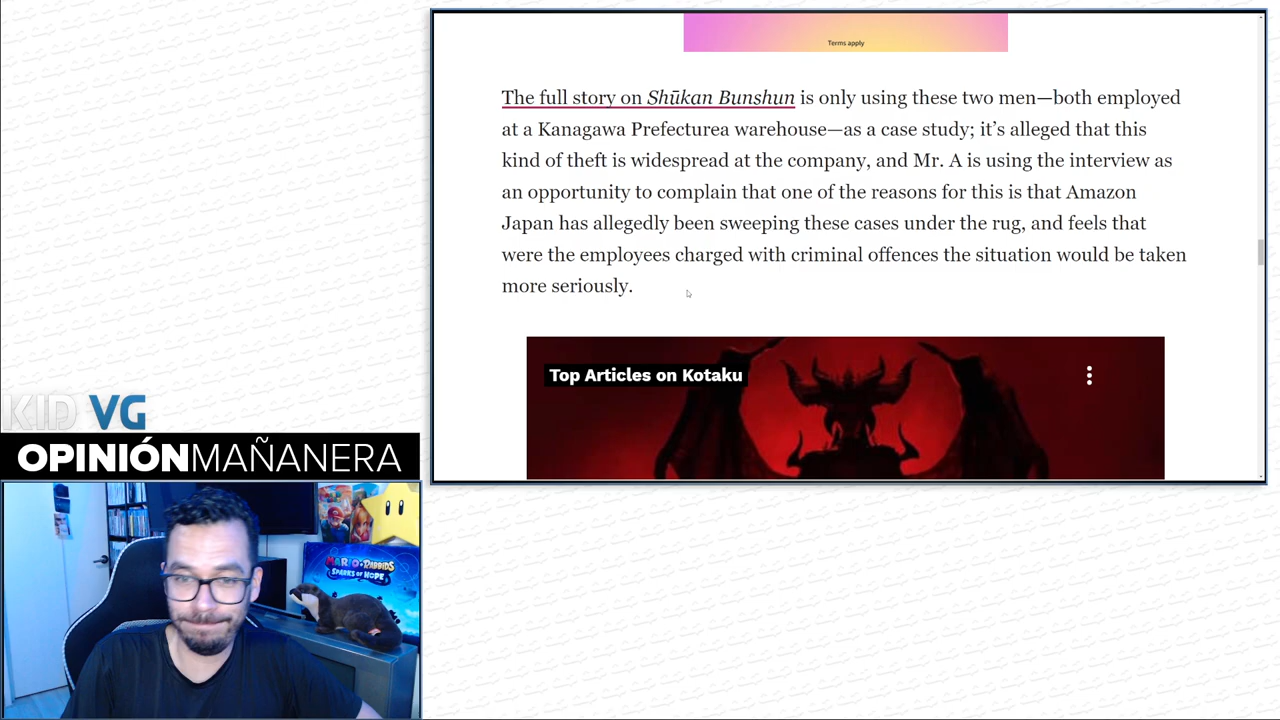 Terms apply
The full story on Shūkan Bunshun is only using these two men—both employed
at a Kanagawa Prefecturea warehouse—as a case study; it’s alleged that this
kind of theft is widespread at the company, and Mr. A is using the interview as
an opportunity to complain that one of the reasons for this is that Amazon
Japan has allegedly been sweeping these cases under the rug, and feels that
were the employees charged with criminal offences the situation would be taken
more seriously.
Top Articles on Kotaku
KID VG
OPINIÓNMAÑANERA
MARIO+RABBIDS
SPARKS OF HOPE